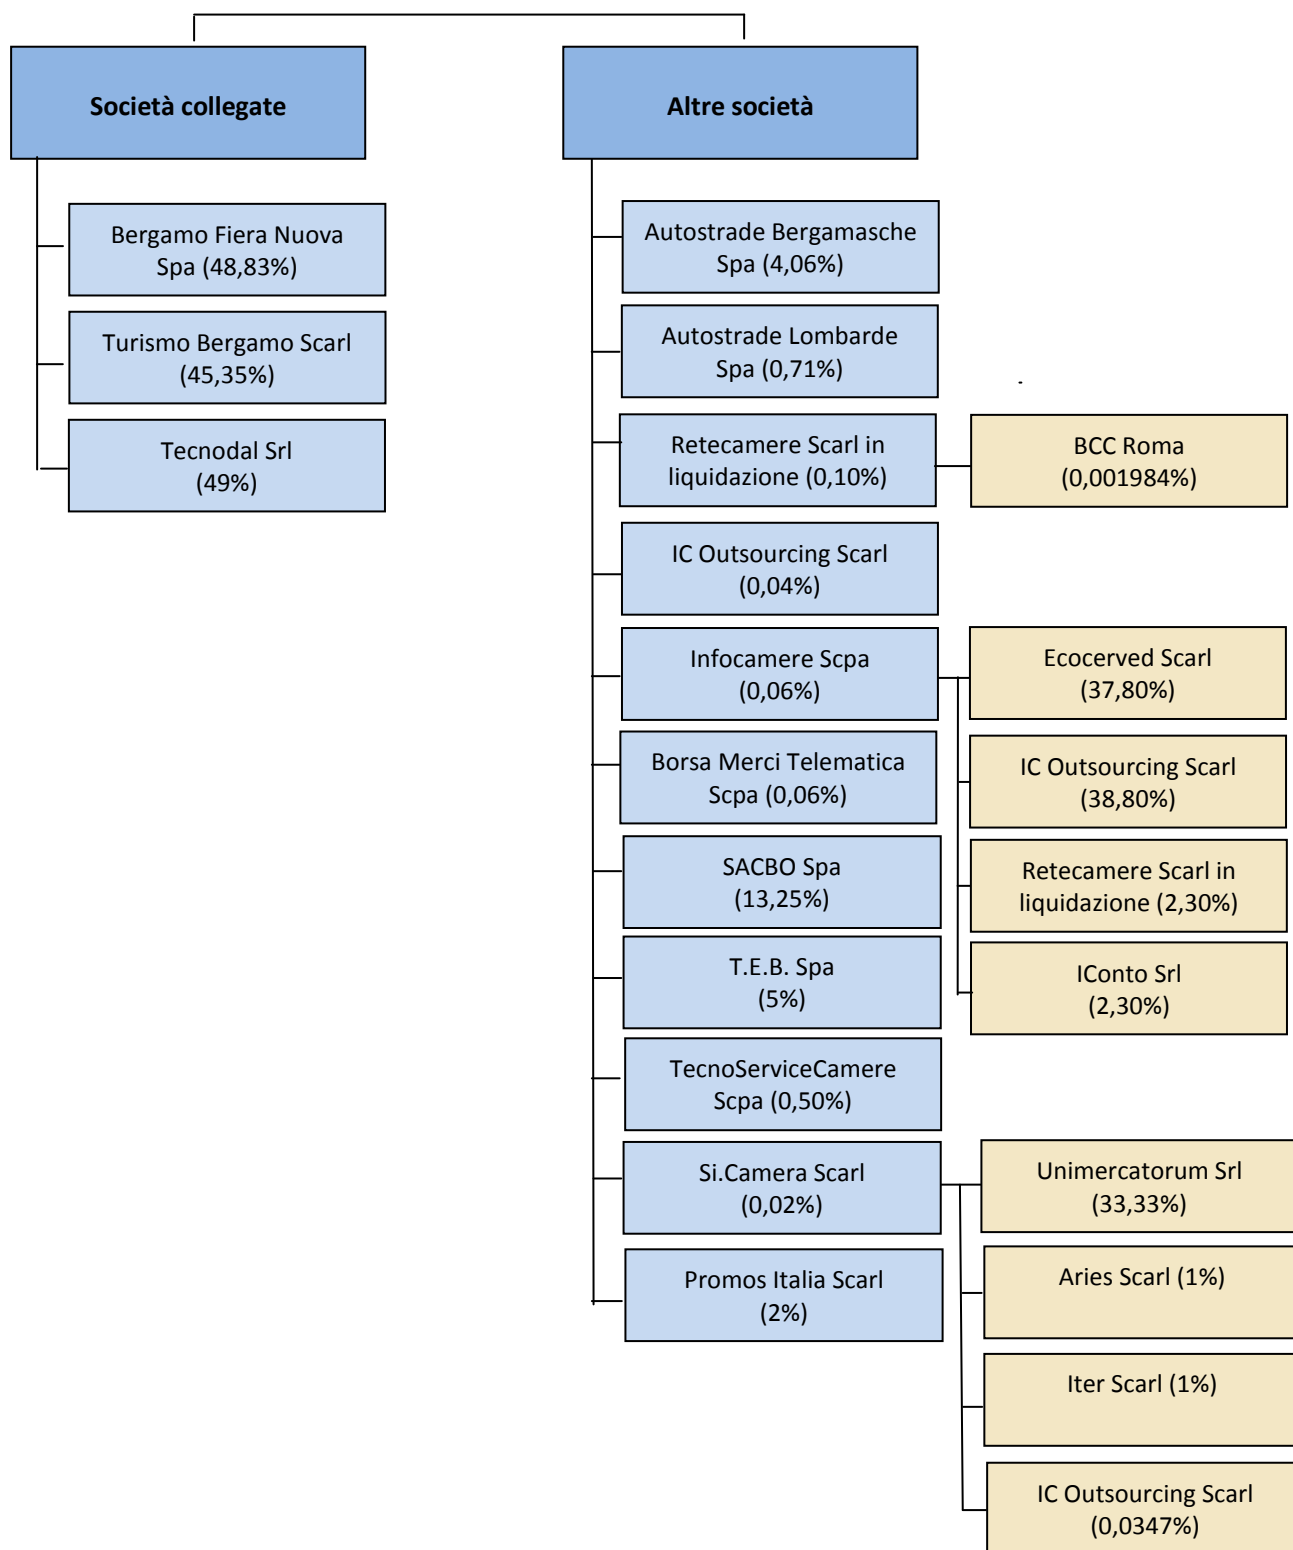 Società collegate
Altre società
Bergamo Fiera Nuova
Spa (48,83%)
Turismo Bergamo Scarl
(45,35%)
Tecnodal Srl
(49%)
Autostrade Bergamasche
Spa (4,06%)
Autostrade Lombarde
Spa (0,71%)
Retecamere Scarl in
liquidazione (0,10%)
BCC Roma
(0,001984%)
IC Outsourcing Scarl
(0,04%)
Infocamere Scpa
(0,06%)
Ecocerved Scarl
(37,80%)
IC Outsourcing Scarl
(38,80%)
Retecamere Scarl in
liquidazione (2,30%)
IConto Srl
(2,30%)
Borsa Merci Telematica
Scpa (0,06%)
SACBO Spa
(13,25%)
T.E.B. Spa
(5%)
TecnoServiceCamere
Scpa (0,50%)
Si.Camera Scarl
(0,02%)
Unimercatorum Srl
(33,33%)
Aries Scarl (1%)
Iter Scarl (1%)
IC Outsourcing Scarl
(0,0347%)
Promos Italia Scarl
(2%)